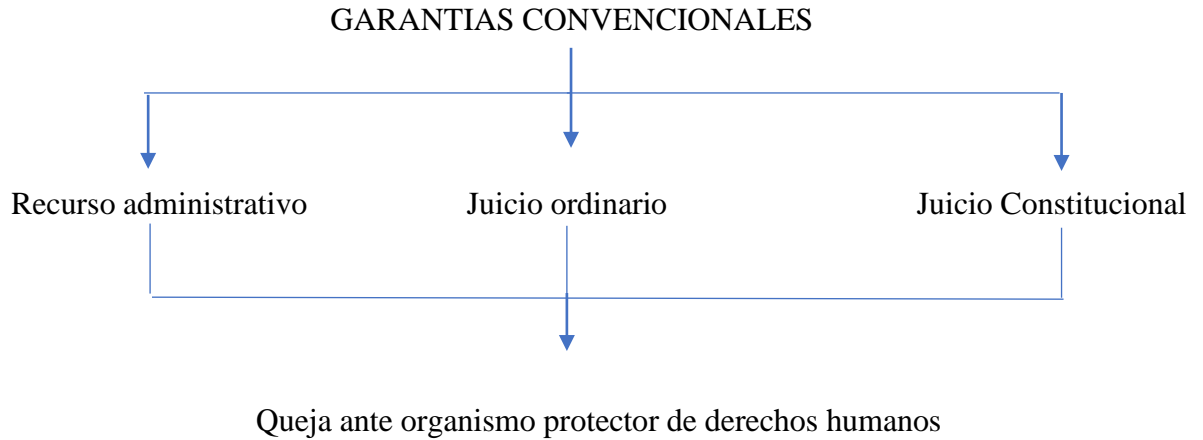 GARANTIAS CONVENCIONALES
Recurso administrativo
Juicio ordinario
Juicio Constitucional
Queja ante organismo protector de derechos humanos